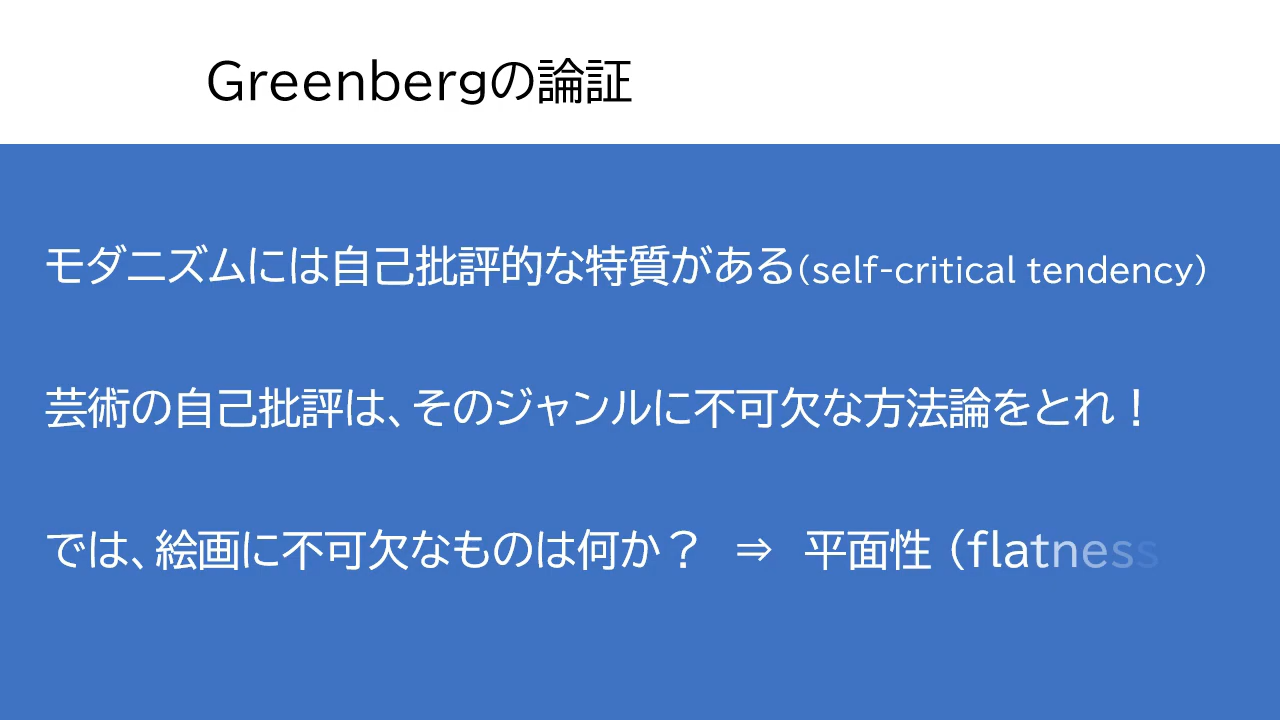 Greenbergの論証
モダニズムには自己批評的な特質がある(self-critical tendency)
芸術の自己批評は、そのジャンルに不可欠な方法論をとれ！
では、絵画に不可欠なものは何か？ ⇒ 平面性（flatness